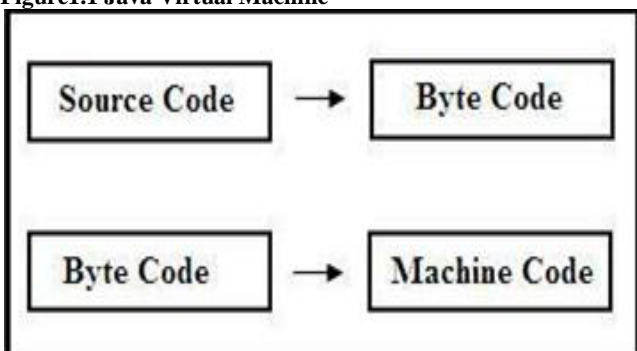 Figure1.1 Java Virtual Machine
Source Code → Byte Code
Byte Code → Machine Code